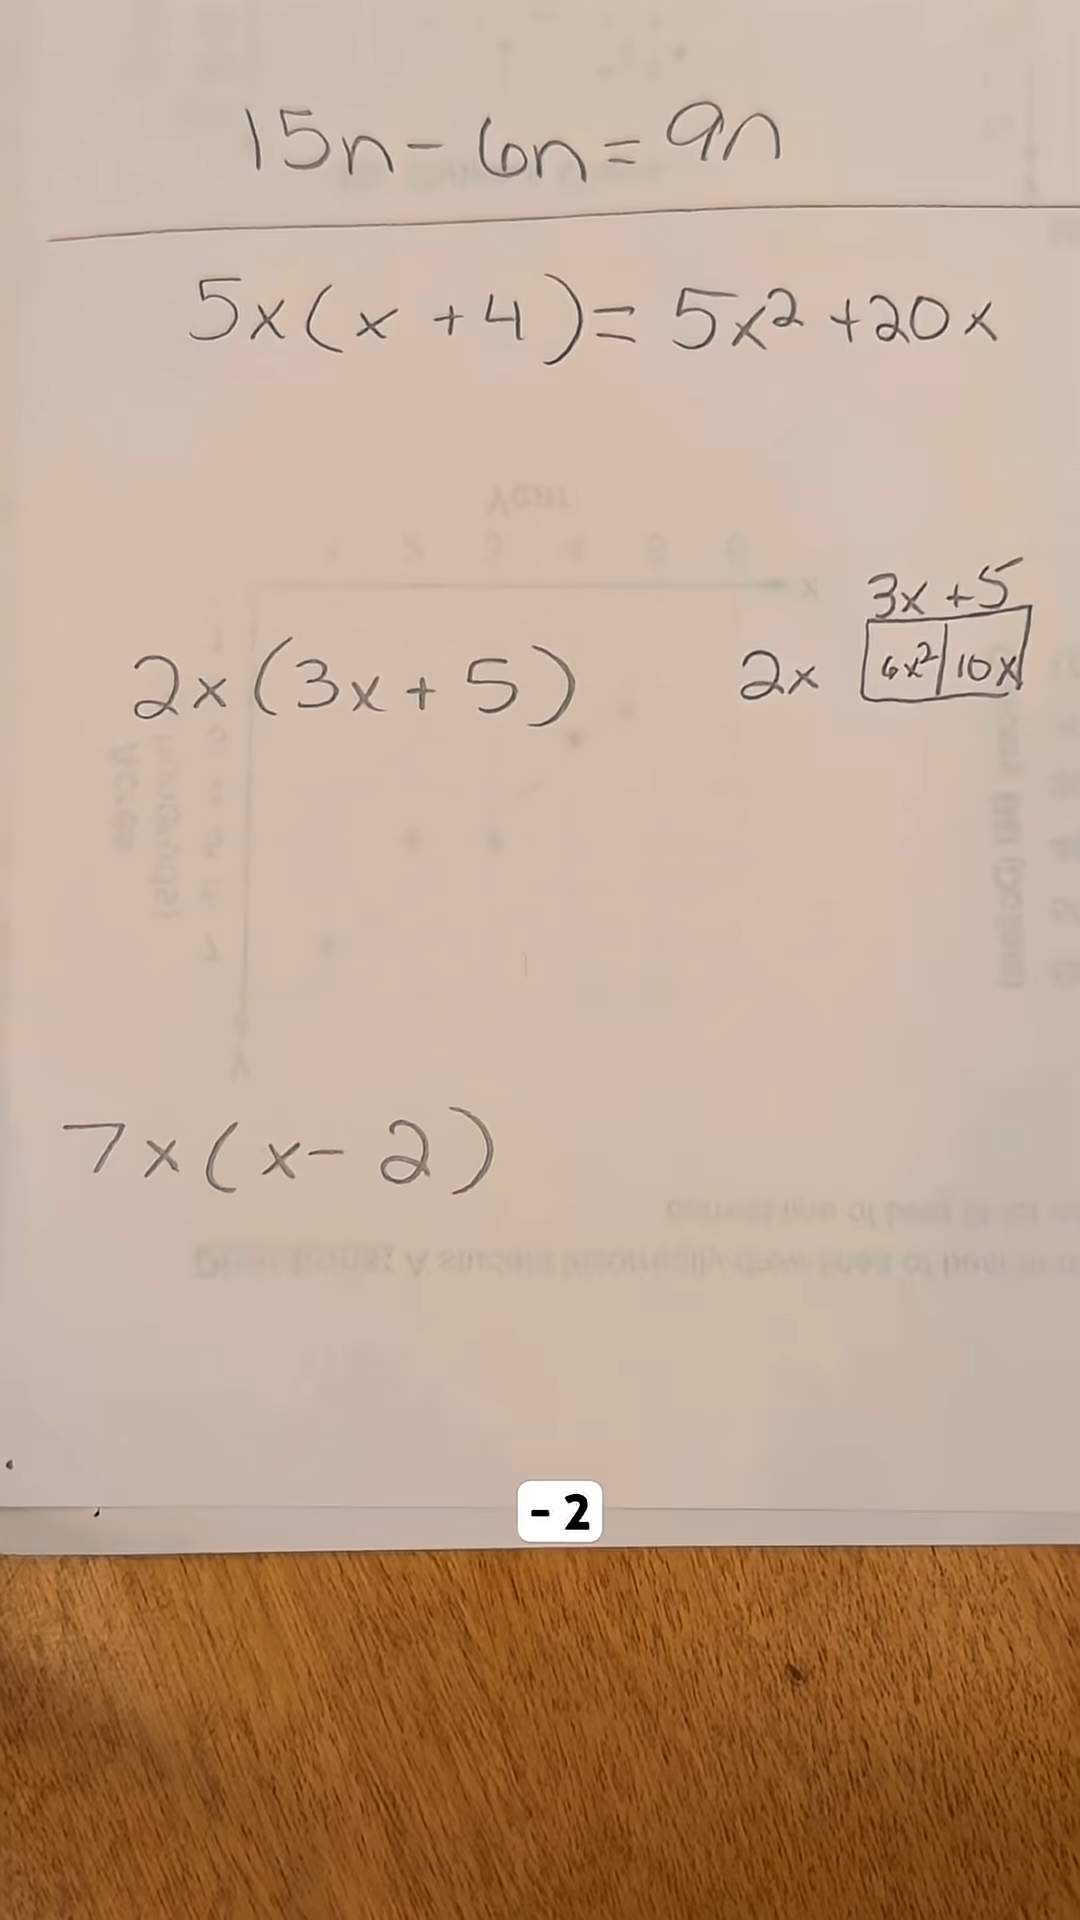 15n - 6n = 9n
5x(x + 4) = 5x² + 20x
3x + 5
2x(3x + 5) 2x 6x² 10x
7x(x - 2)
- 2